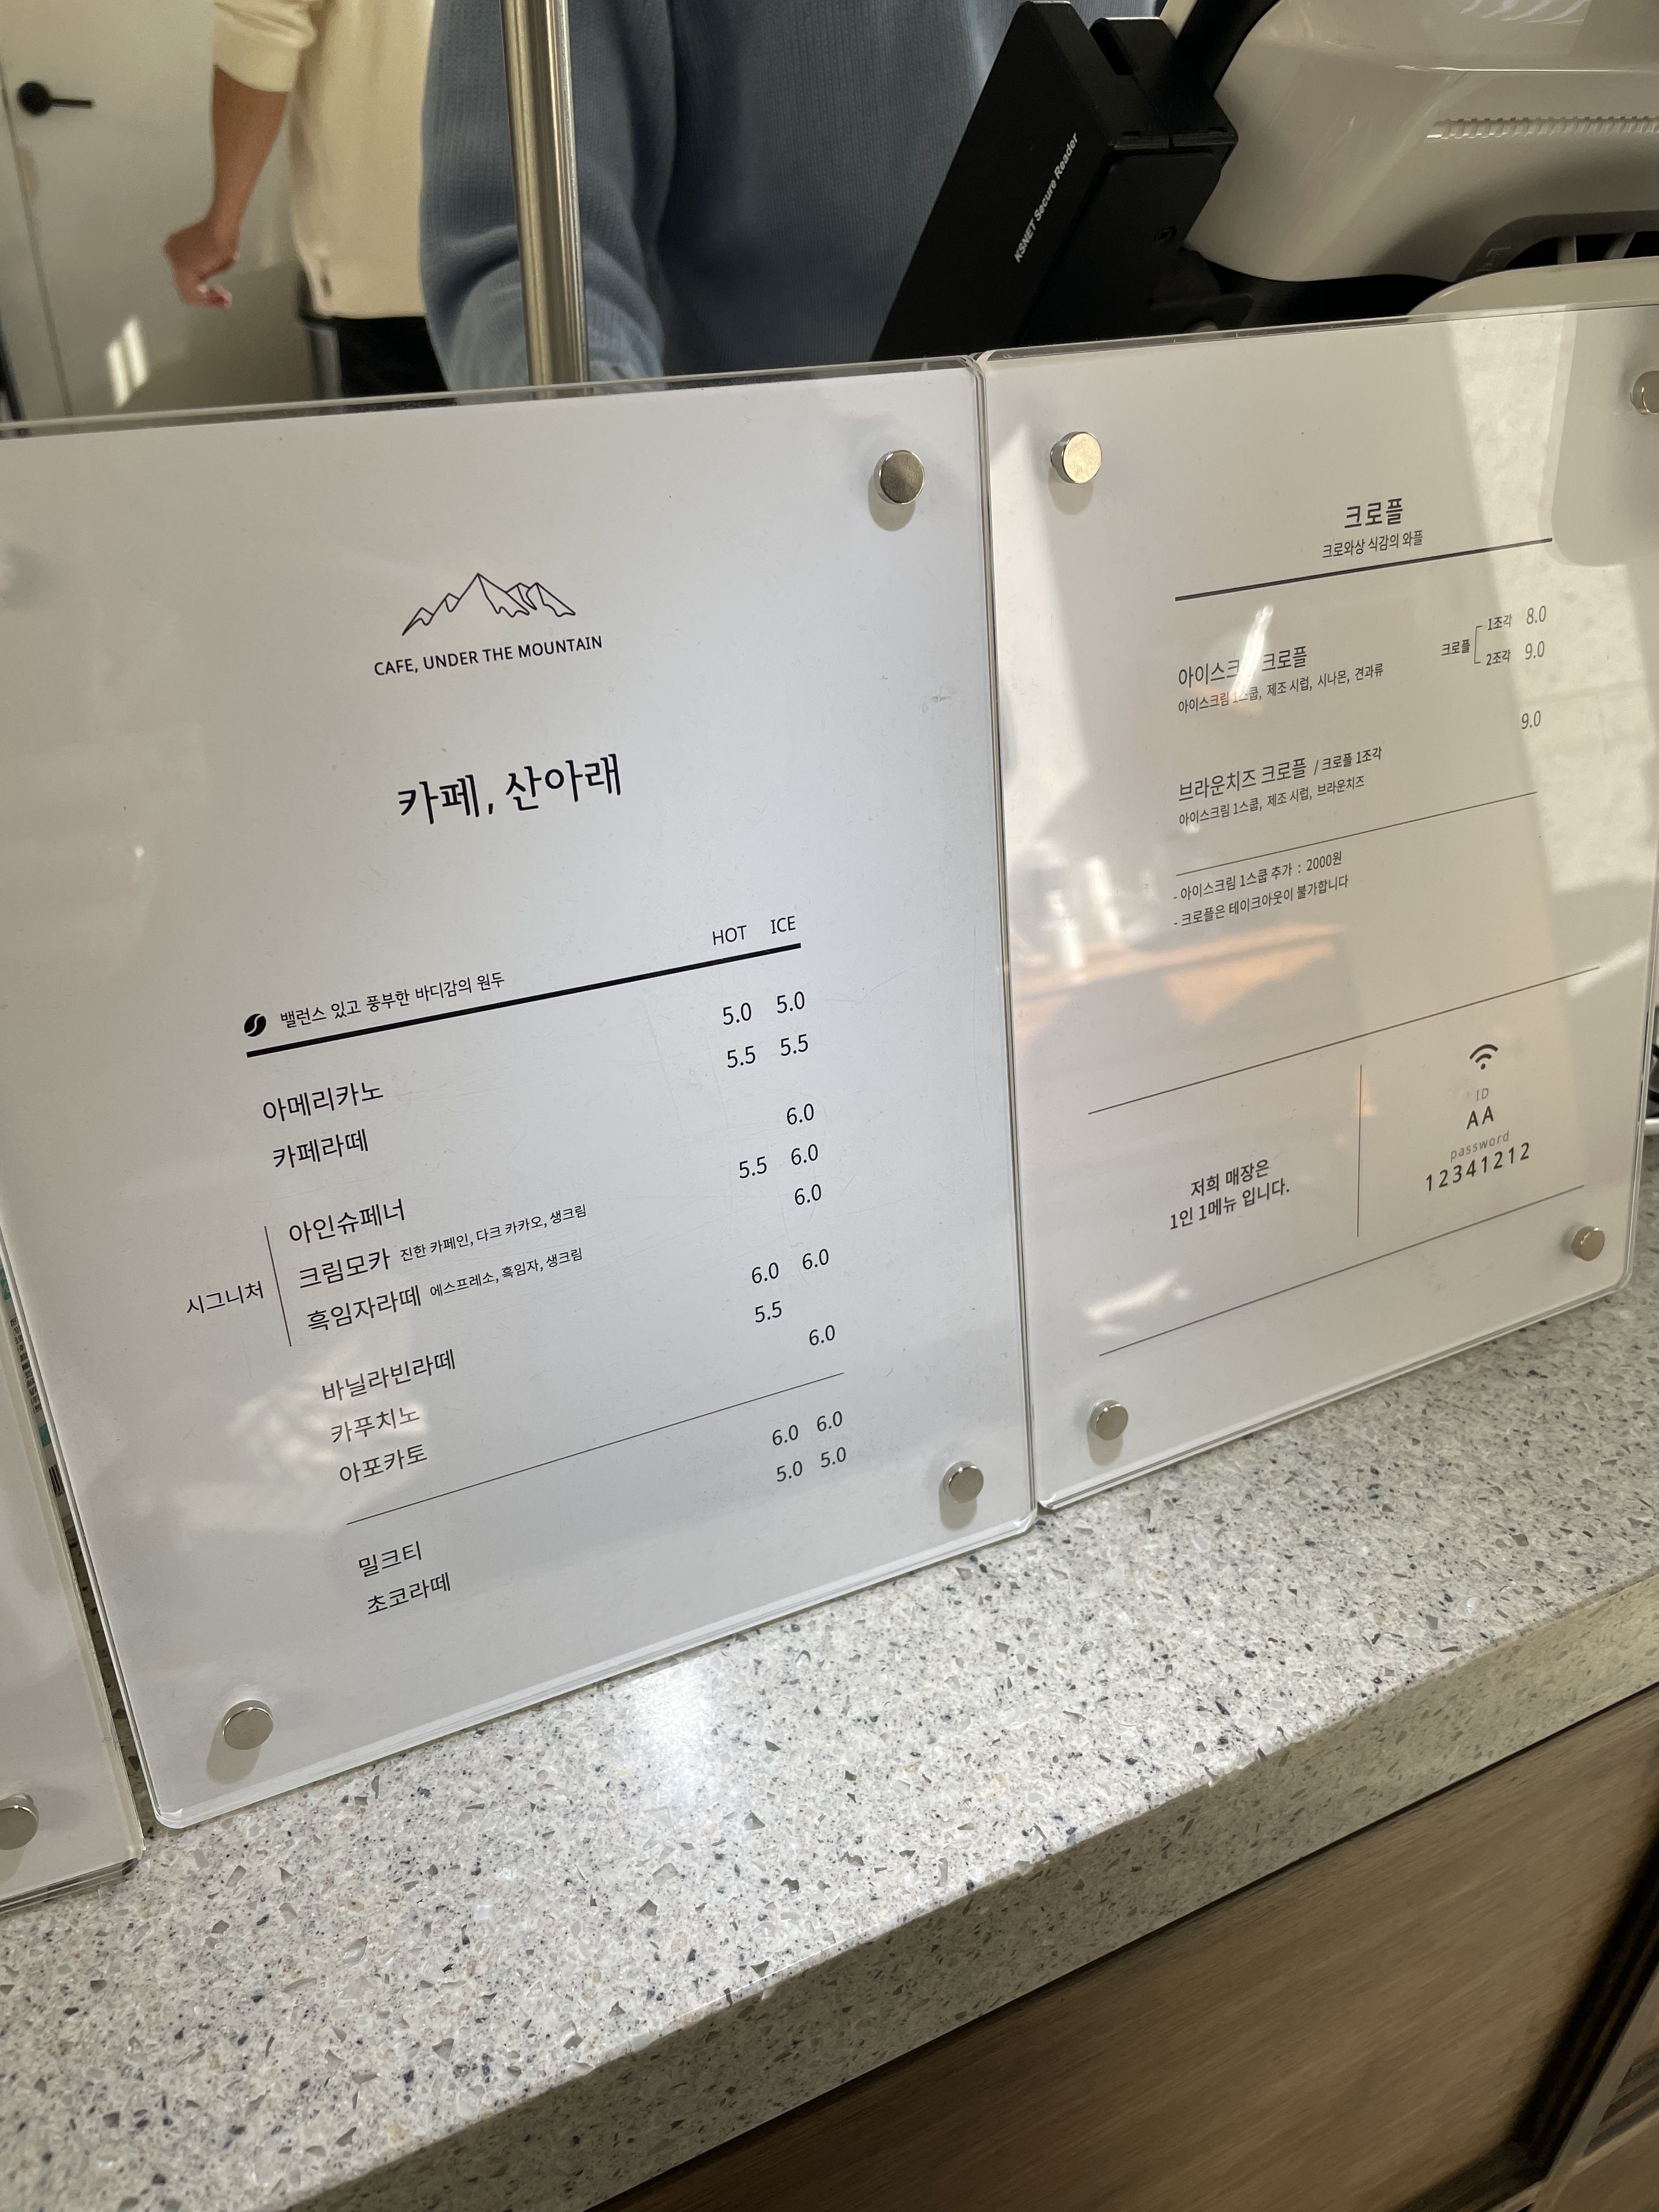 KSNET Secure Reader
CAFE, UNDER THE MOUNTAIN
카페, 산아래
HOT ICE
밸런스 있고 풍부한 바디감의 원두
아메리카노 5.0 5.0
카페라떼 5.5 5.5
시그니처
아인슈페너 6.0
크림모카 진한 카페인, 다크 카카오, 생크림 5.5 6.0
흑임자라떼 에스프레소, 흑임자, 생크림 6.0
바닐라빈라떼 6.0 6.0
카푸치노 5.5
아포카토 6.0
밀크티 6.0 6.0
초코라떼 5.0 5.0
크로플
크로와상 식감의 와플
아이스크림 크로플 크로플 1조각 8.0
2조각 9.0
아이스크림 1스쿱, 제조 시럽, 시나몬, 견과류
브라운치즈 크로플 / 크로플 1조각 9.0
아이스크림 1스쿱, 제조 시럽, 브라운치즈
- 아이스크림 1스쿱 추가 : 2000원
- 크로플은 테이크아웃이 불가합니다
저희 매장은
1인 1메뉴 입니다.
ID
AA
password
12341212